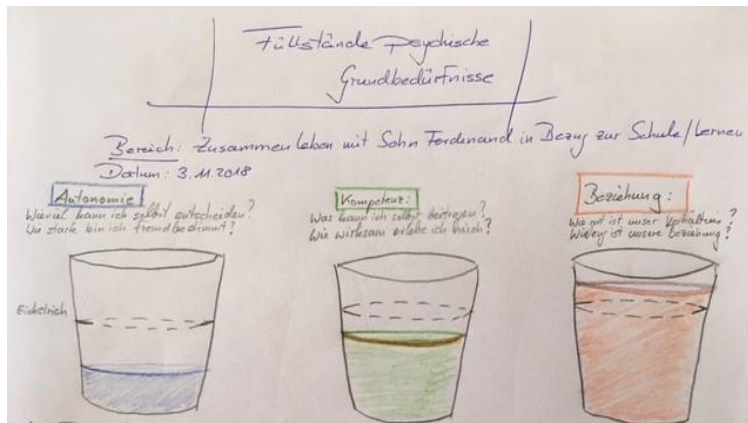 Füllstände psychische
Grundbedürfnisse
Bereich: Zusammenleben mit Sohn Ferdinand in Bezug zur Schule/Lernen
Datum: 3.11.2018
Autonomie
Wieviel kann ich selbst entscheiden?
Wie stark bin ich fremdbestimmt?
Kompetenz:
Was kann ich selbst beitragen?
Wie wirksam erlebe ich mich?
Beziehung:
Wie gut ist unser Verhältnis?
Wie eng ist unsere Beziehung?
Eichstrich